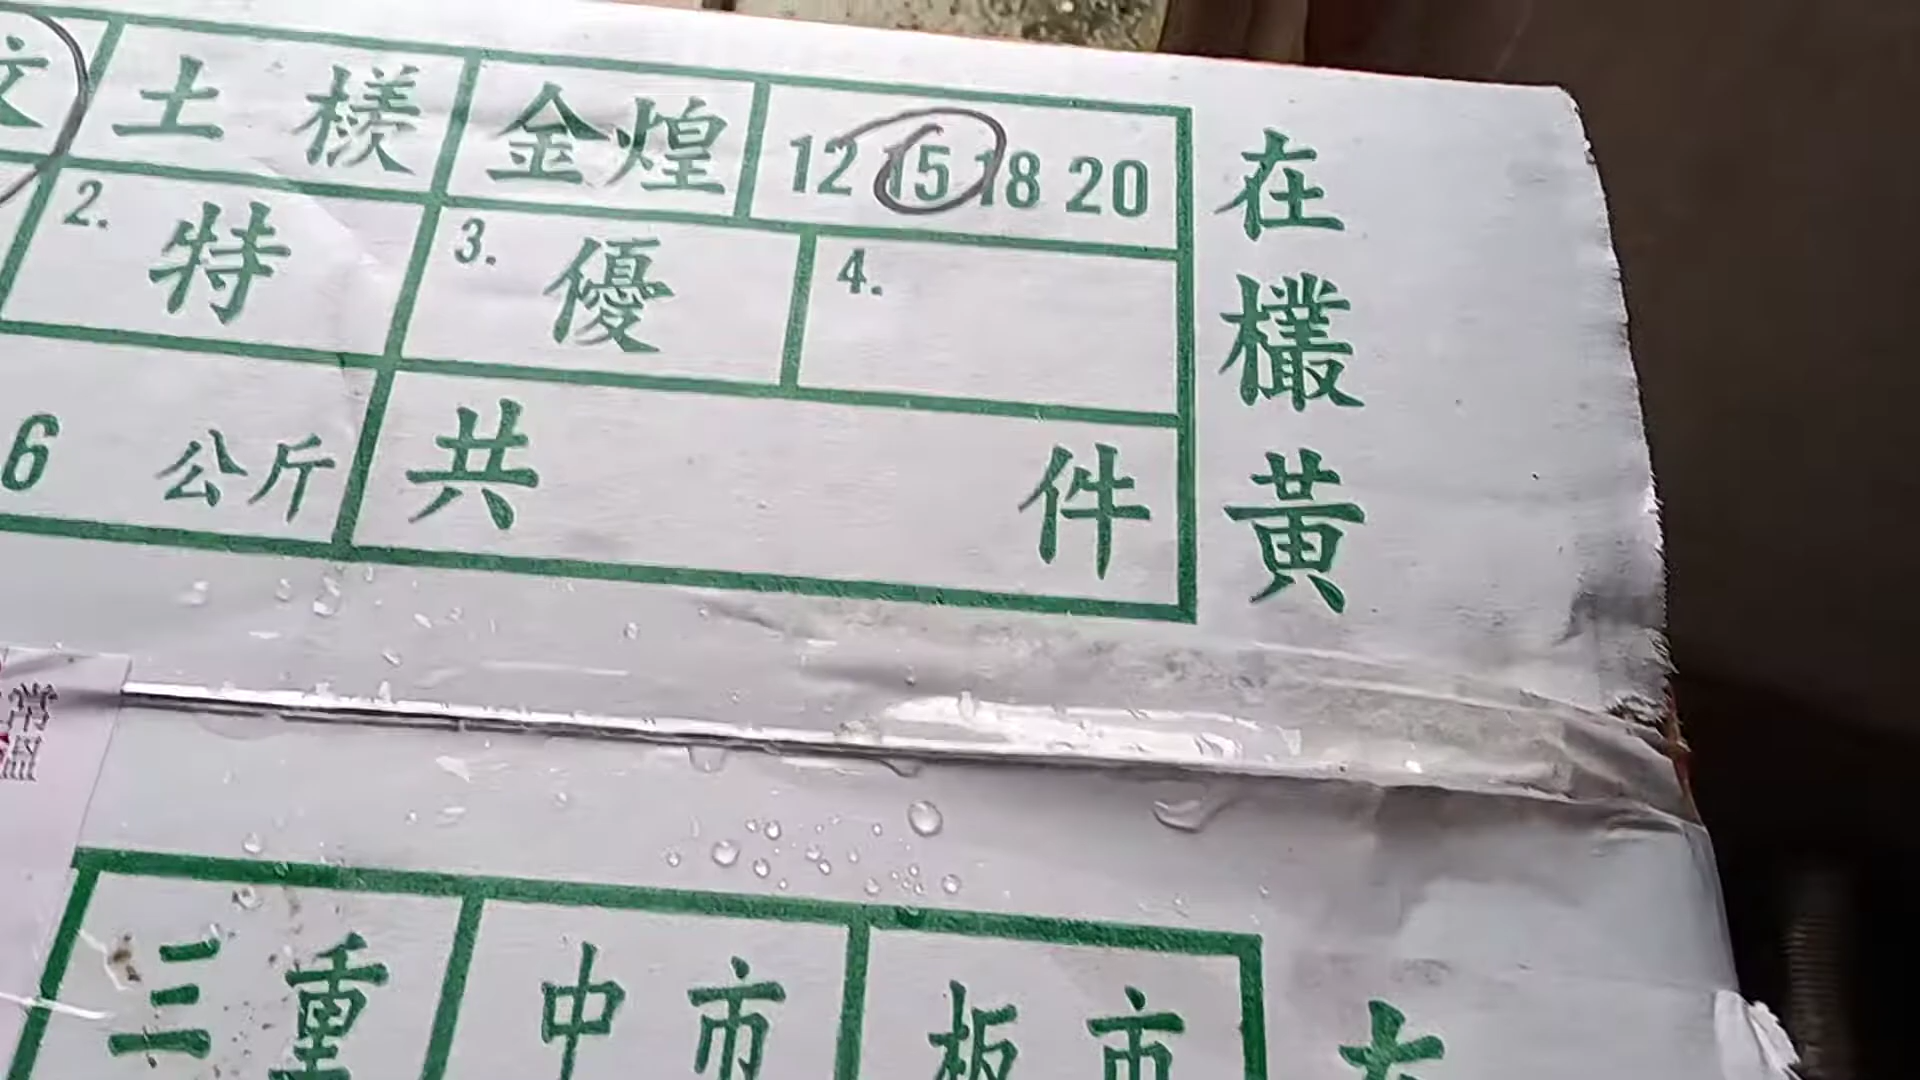 文 土檨 金煌 12 15 18 20
2. 特 3. 優 4.
6 公斤 共 件
在欉黃
三重 中市 板市